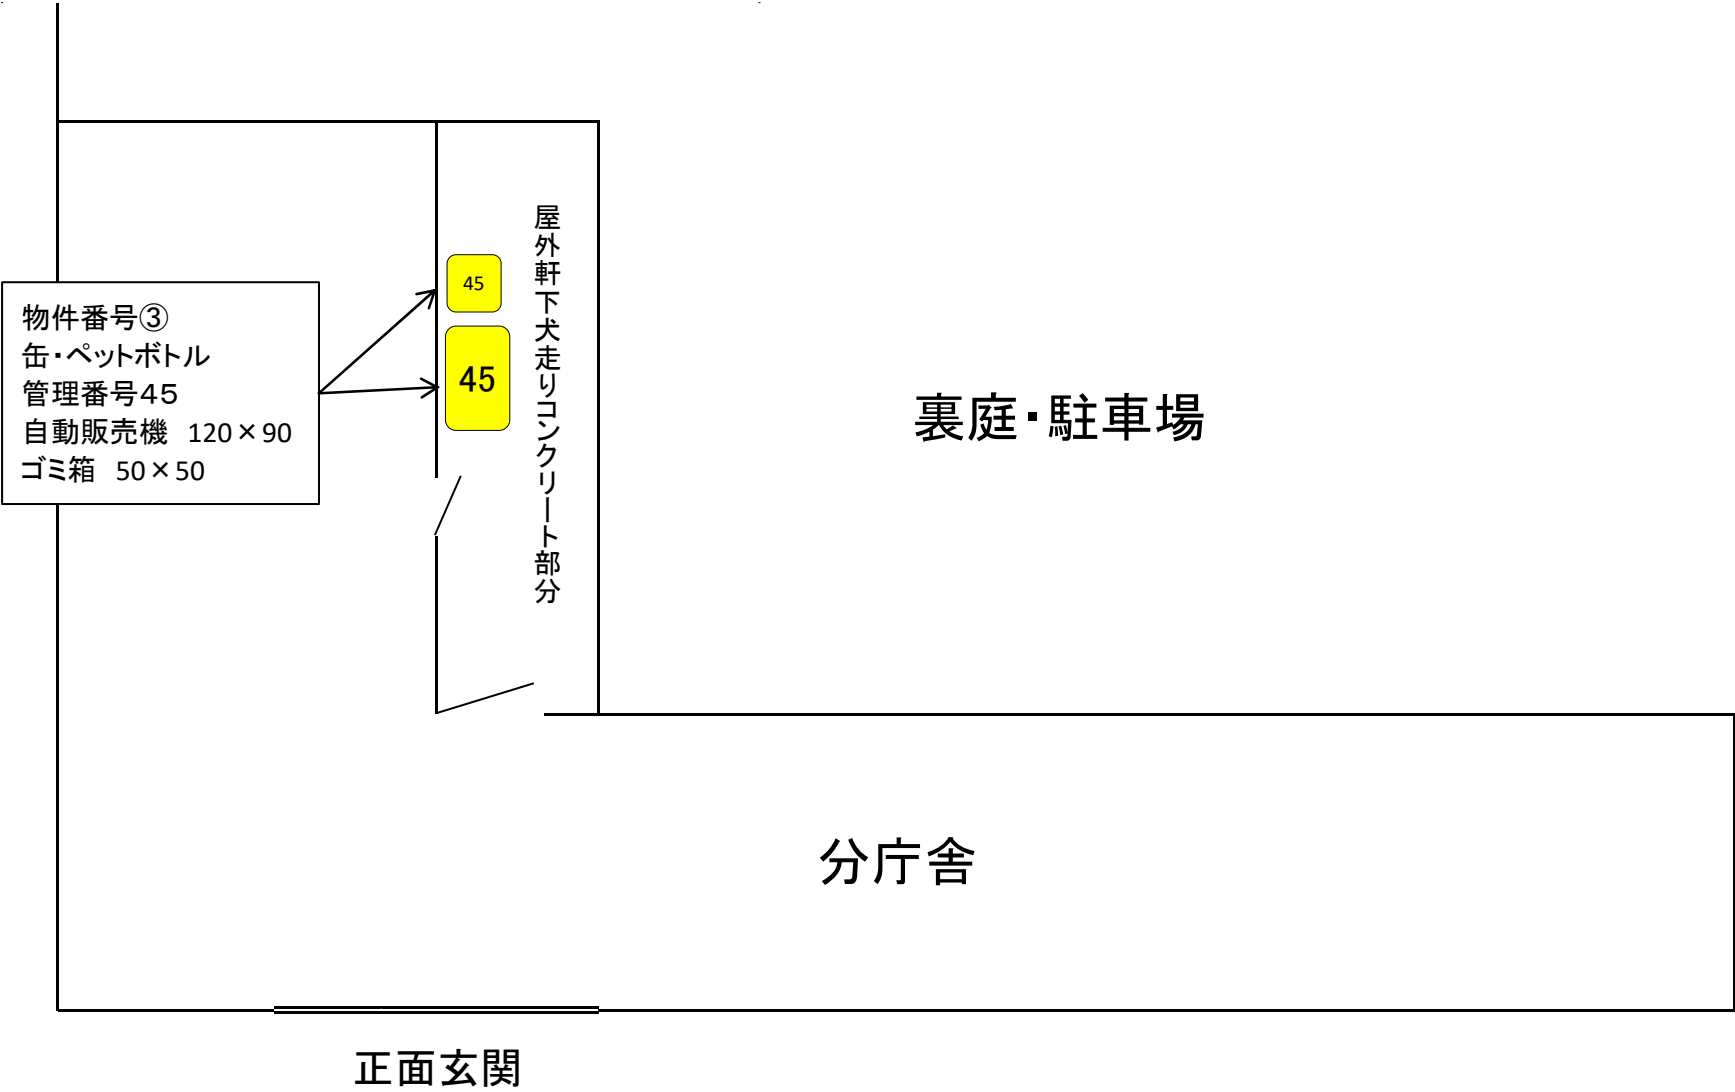 物件番号③
缶・ペットボトル
管理番号４５
自動販売機　120×90
ゴミ箱　50×50
45
45
屋外軒下犬走りコンクリート部分
裏庭・駐車場
分庁舎
正面玄関